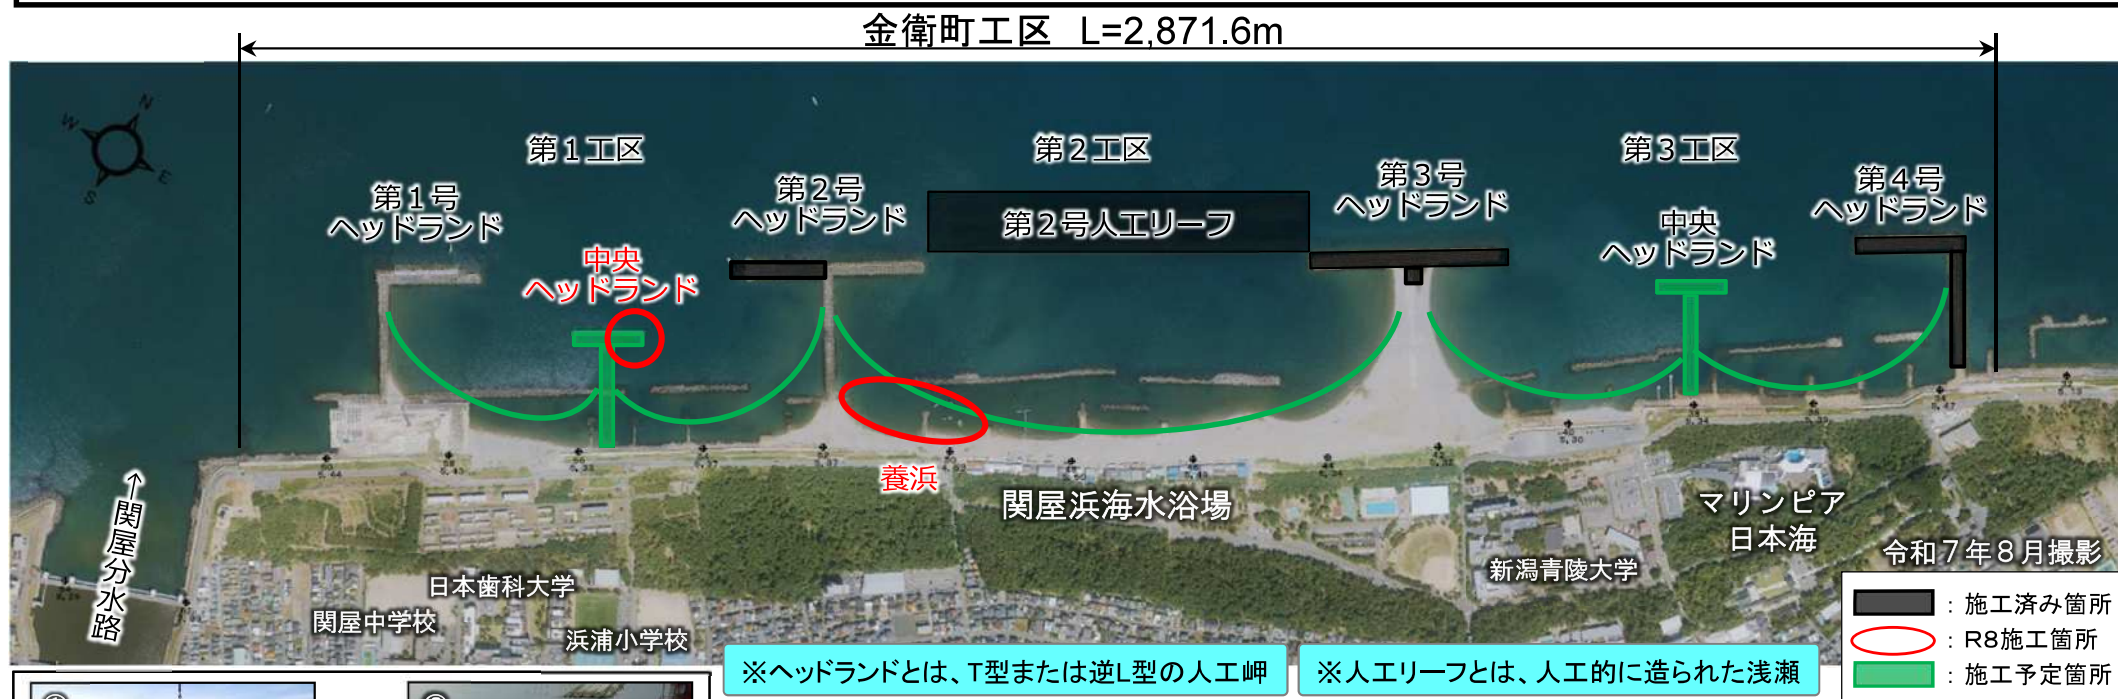 金衛町工区 L=2,871.6m
N
W
E
S
第1工区
第2工区
第3工区
第1号
ヘッドランド
中央
ヘッドランド
第2号
ヘッドランド
第2号人工リーフ
第3号
ヘッドランド
中央
ヘッドランド
第4号
ヘッドランド
養浜
関屋浜海水浴場
マリンピア
日本海
←関屋分水路
日本歯科大学
関屋中学校
浜浦小学校
新潟青陵大学
令和7年8月撮影
:施工済み箇所
:R8施工箇所
:施工予定箇所
※ヘッドランドとは、T型または逆L型の人工岬
※人工リーフとは、人工的に造られた浅瀬